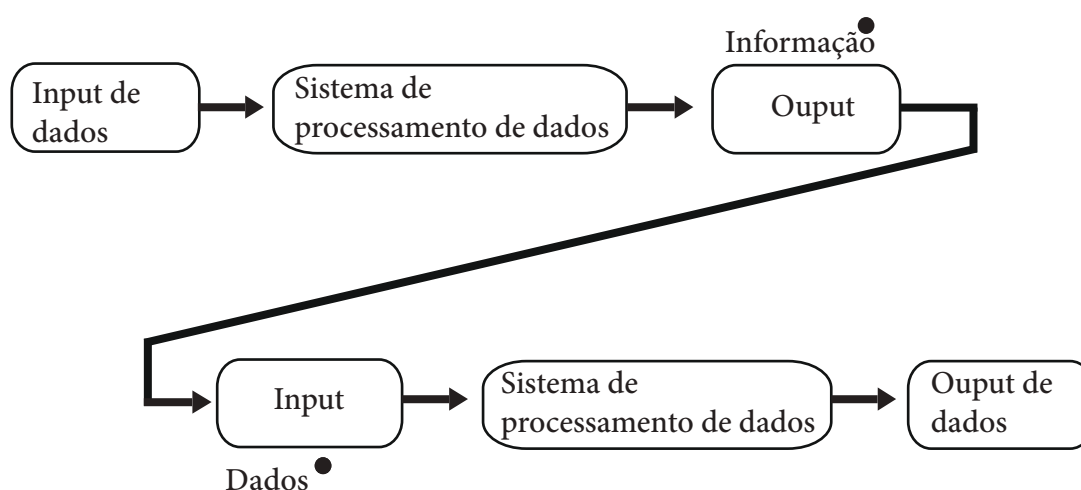 Informação
Input de
dados
Sistema de
processamento de dados
Ouput
Input
Dados
Sistema de
processamento de dados
Ouput de
dados